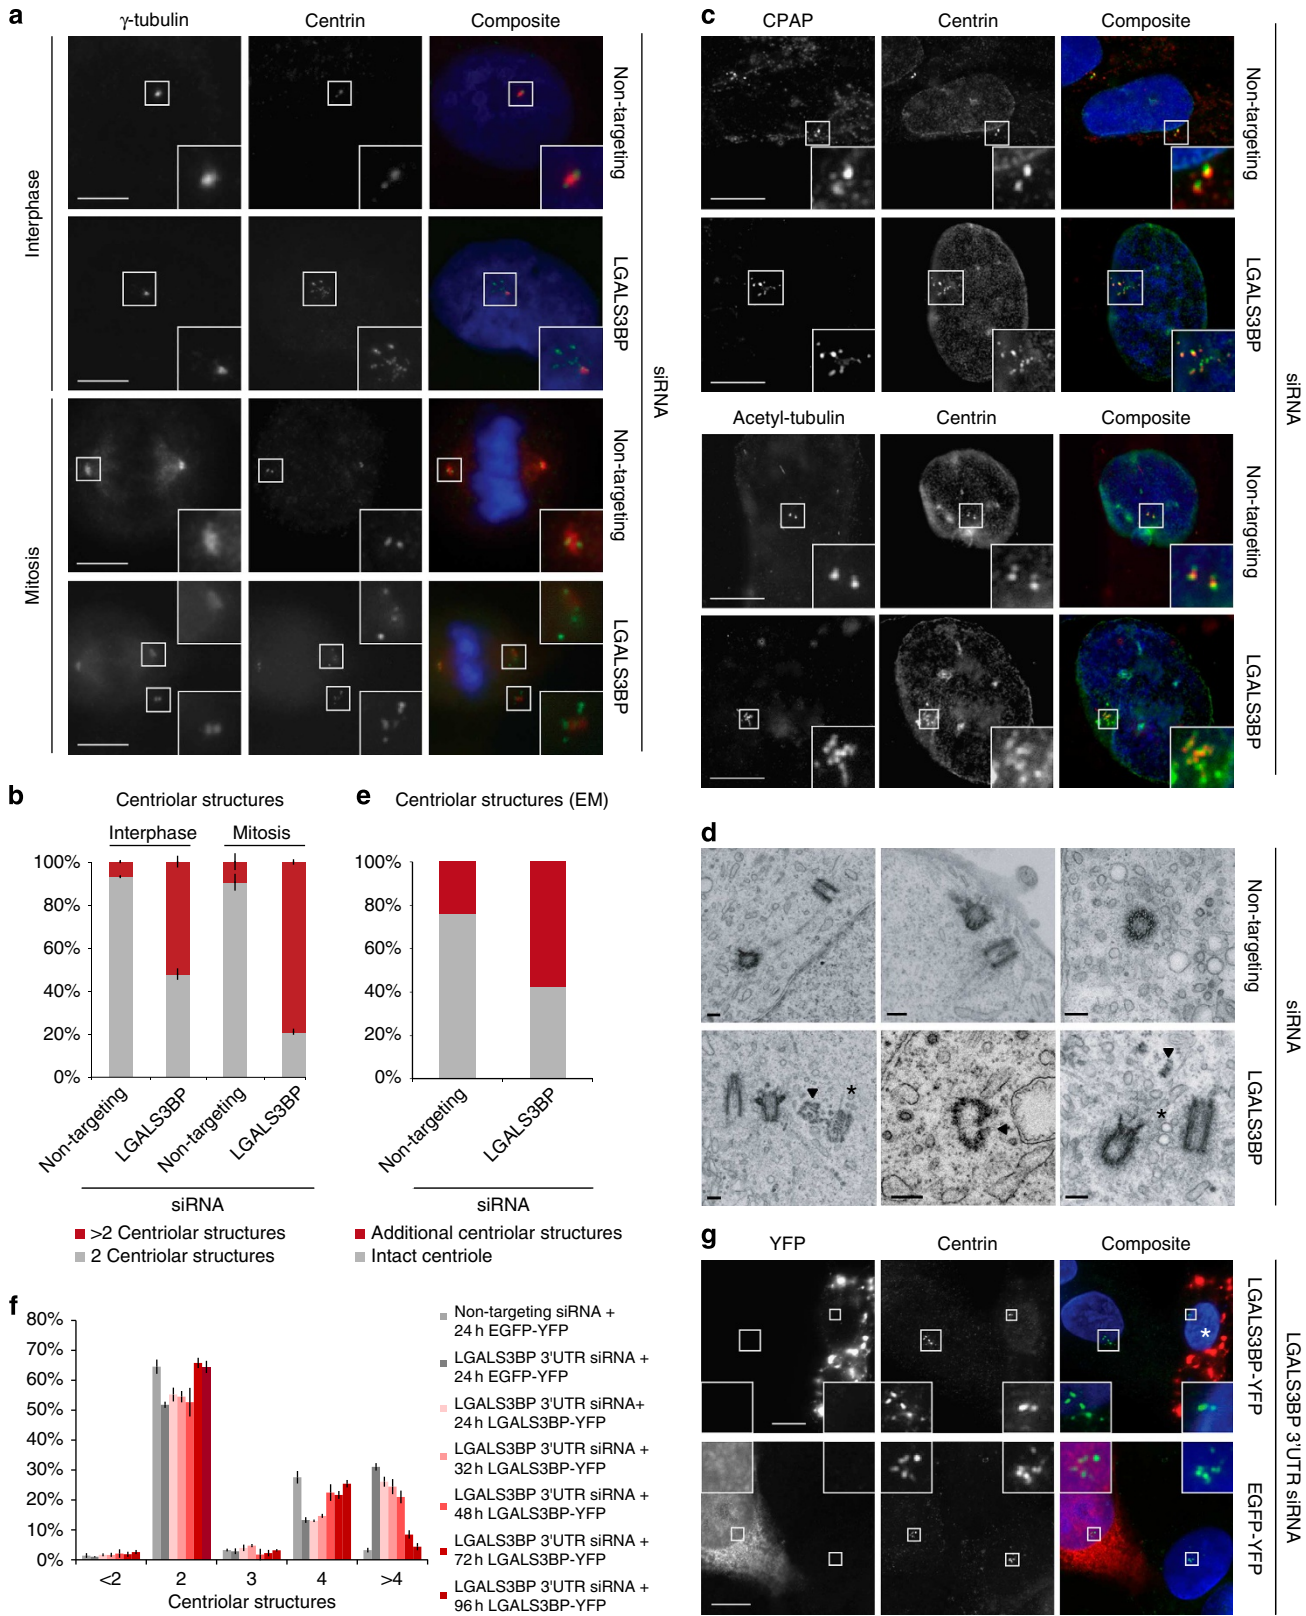 a
γ-tubulin
Centrin
Composite
Interphase
Mitosis
Non-targeting
LGALS3BP
Non-targeting
LGALS3BP
siRNA
b
Centriolar structures
Interphase
Mitosis
100%
80%
60%
40%
20%
0%
Non-targeting
LGALS3BP
Non-targeting
LGALS3BP
siRNA
>2 Centriolar structures
2 Centriolar structures
e
Centriolar structures (EM)
100%
80%
60%
40%
20%
0%
Non-targeting
LGALS3BP
siRNA
Additional centriolar structures
Intact centriole
f
80%
70%
60%
50%
40%
30%
20%
10%
0%
<2
2
3
4
>4
Centriolar structures
Non-targeting siRNA +
24 h EGFP-YFP
LGALS3BP 3'UTR siRNA +
24 h EGFP-YFP
LGALS3BP 3'UTR siRNA+
24 h LGALS3BP-YFP
LGALS3BP 3'UTR siRNA +
32 h LGALS3BP-YFP
LGALS3BP 3'UTR siRNA +
48 h LGALS3BP-YFP
LGALS3BP 3'UTR siRNA +
72 h LGALS3BP-YFP
LGALS3BP 3'UTR siRNA +
96 h LGALS3BP-YFP
c
CPAP
Centrin
Composite
Non-targeting
LGALS3BP
Acetyl-tubulin
Centrin
Composite
Non-targeting
LGALS3BP
siRNA
d
Non-targeting
LGALS3BP
*
*
siRNA
g
YFP
Centrin
Composite
*
LGALS3BP-YFP
EGFP-YFP
LGALS3BP 3'UTR siRNA